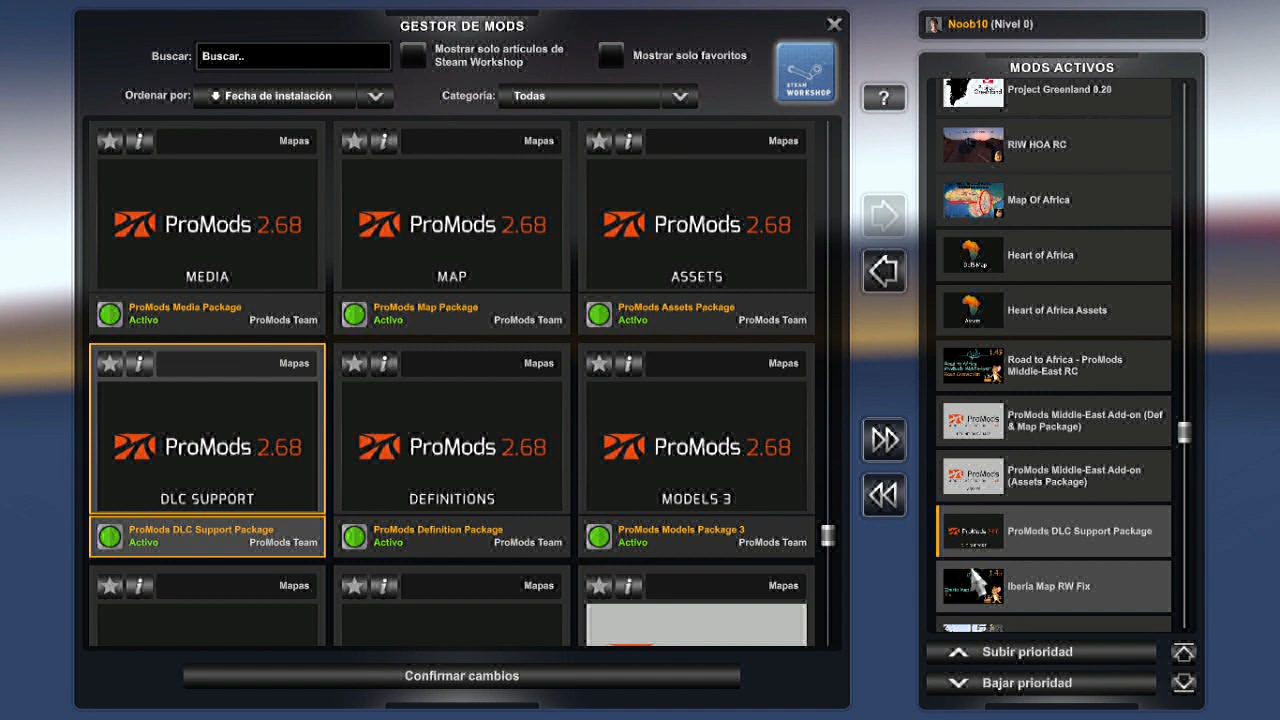 GESTOR DE MODS
Buscar:
Buscar..
Mostrar solo artículos de
Steam Workshop
Mostrar solo favoritos
STEAM
WORKSHOP
Ordenar por:
Fecha de instalación
Categoría:
Todas
Mapas
Mapas
Mapas
ProMods 2.68
ProMods 2.68
ProMods 2.68
MEDIA
MAP
ASSETS
ProMods Media Package
Activo
ProMods Team
ProMods Map Package
Activo
ProMods Team
ProMods Assets Package
Activo
ProMods Team
Mapas
Mapas
Mapas
ProMods 2.68
ProMods 2.68
ProMods 2.68
DLC SUPPORT
DEFINITIONS
MODELS 3
ProMods DLC Support Package
Activo
ProMods Team
ProMods Definition Package
Activo
ProMods Team
ProMods Models Package 3
Activo
ProMods Team
Mapas
Mapas
Mapas
Confirmar cambios
?
Noob10 (Nivel 0)
MODS ACTIVOS
Project Greenland 0.20
RIW HOA RC
Map Of Africa
Heart of Africa
Heart of Africa Assets
Road to Africa - ProMods
Middle-East RC
ProMods Middle-East Add-on (Def
& Map Package)
ProMods Middle-East Add-on
(Assets Package)
ProMods DLC Support Package
Iberia Map RW Fix
Subir prioridad
Bajar prioridad